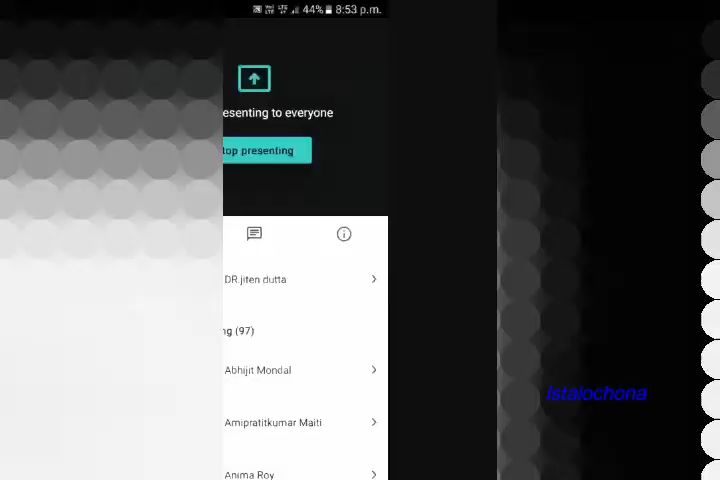 44% 8:53 p.m.
esenting to everyone
top presenting
DR.jiten dutta
ng (97)
Abhijit Mondal
Amipratitkumar Maiti
Anima Roy
Istalochona